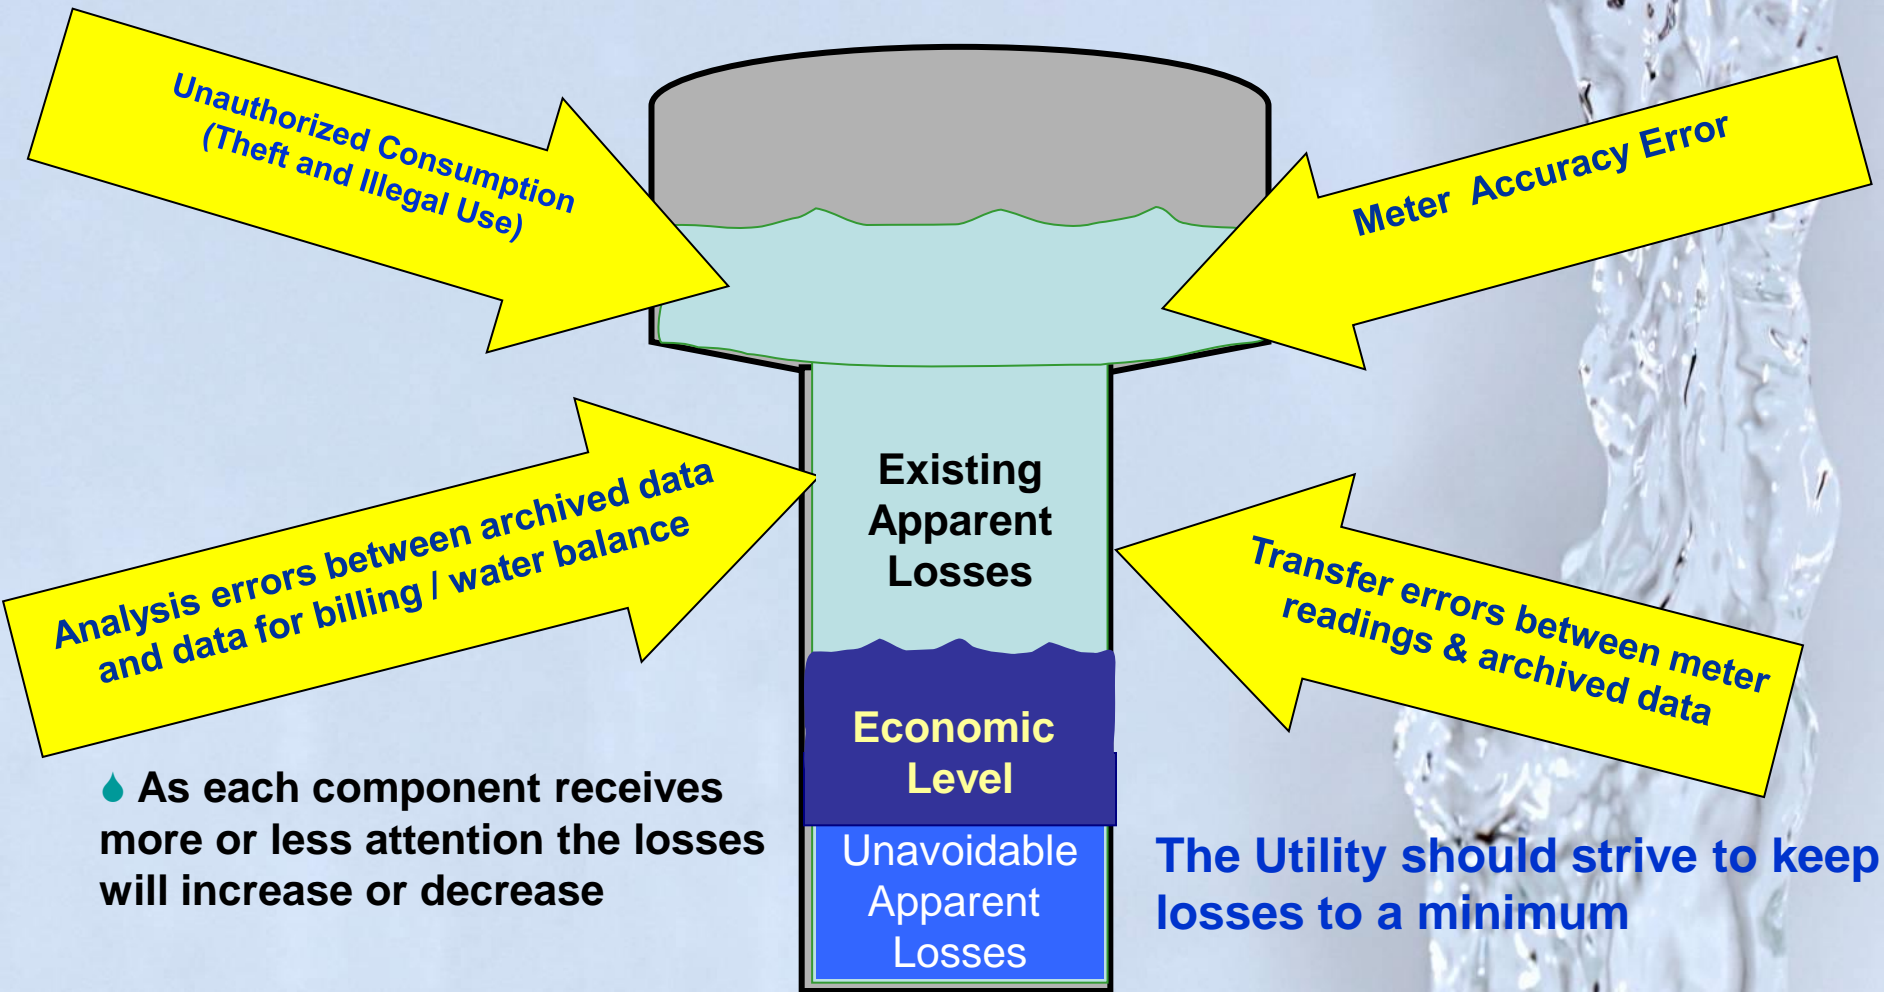 Unauthorized Consumption
(Theft and Illegal Use)
Meter Accuracy Error
Existing
Apparent
Losses
Analysis errors between archived data
and data for billing / water balance
Transfer errors between meter
readings & archived data
Economic
Level
As each component receives
more or less attention the losses
will increase or decrease
Unavoidable
Apparent
Losses
The Utility should strive to keep
losses to a minimum